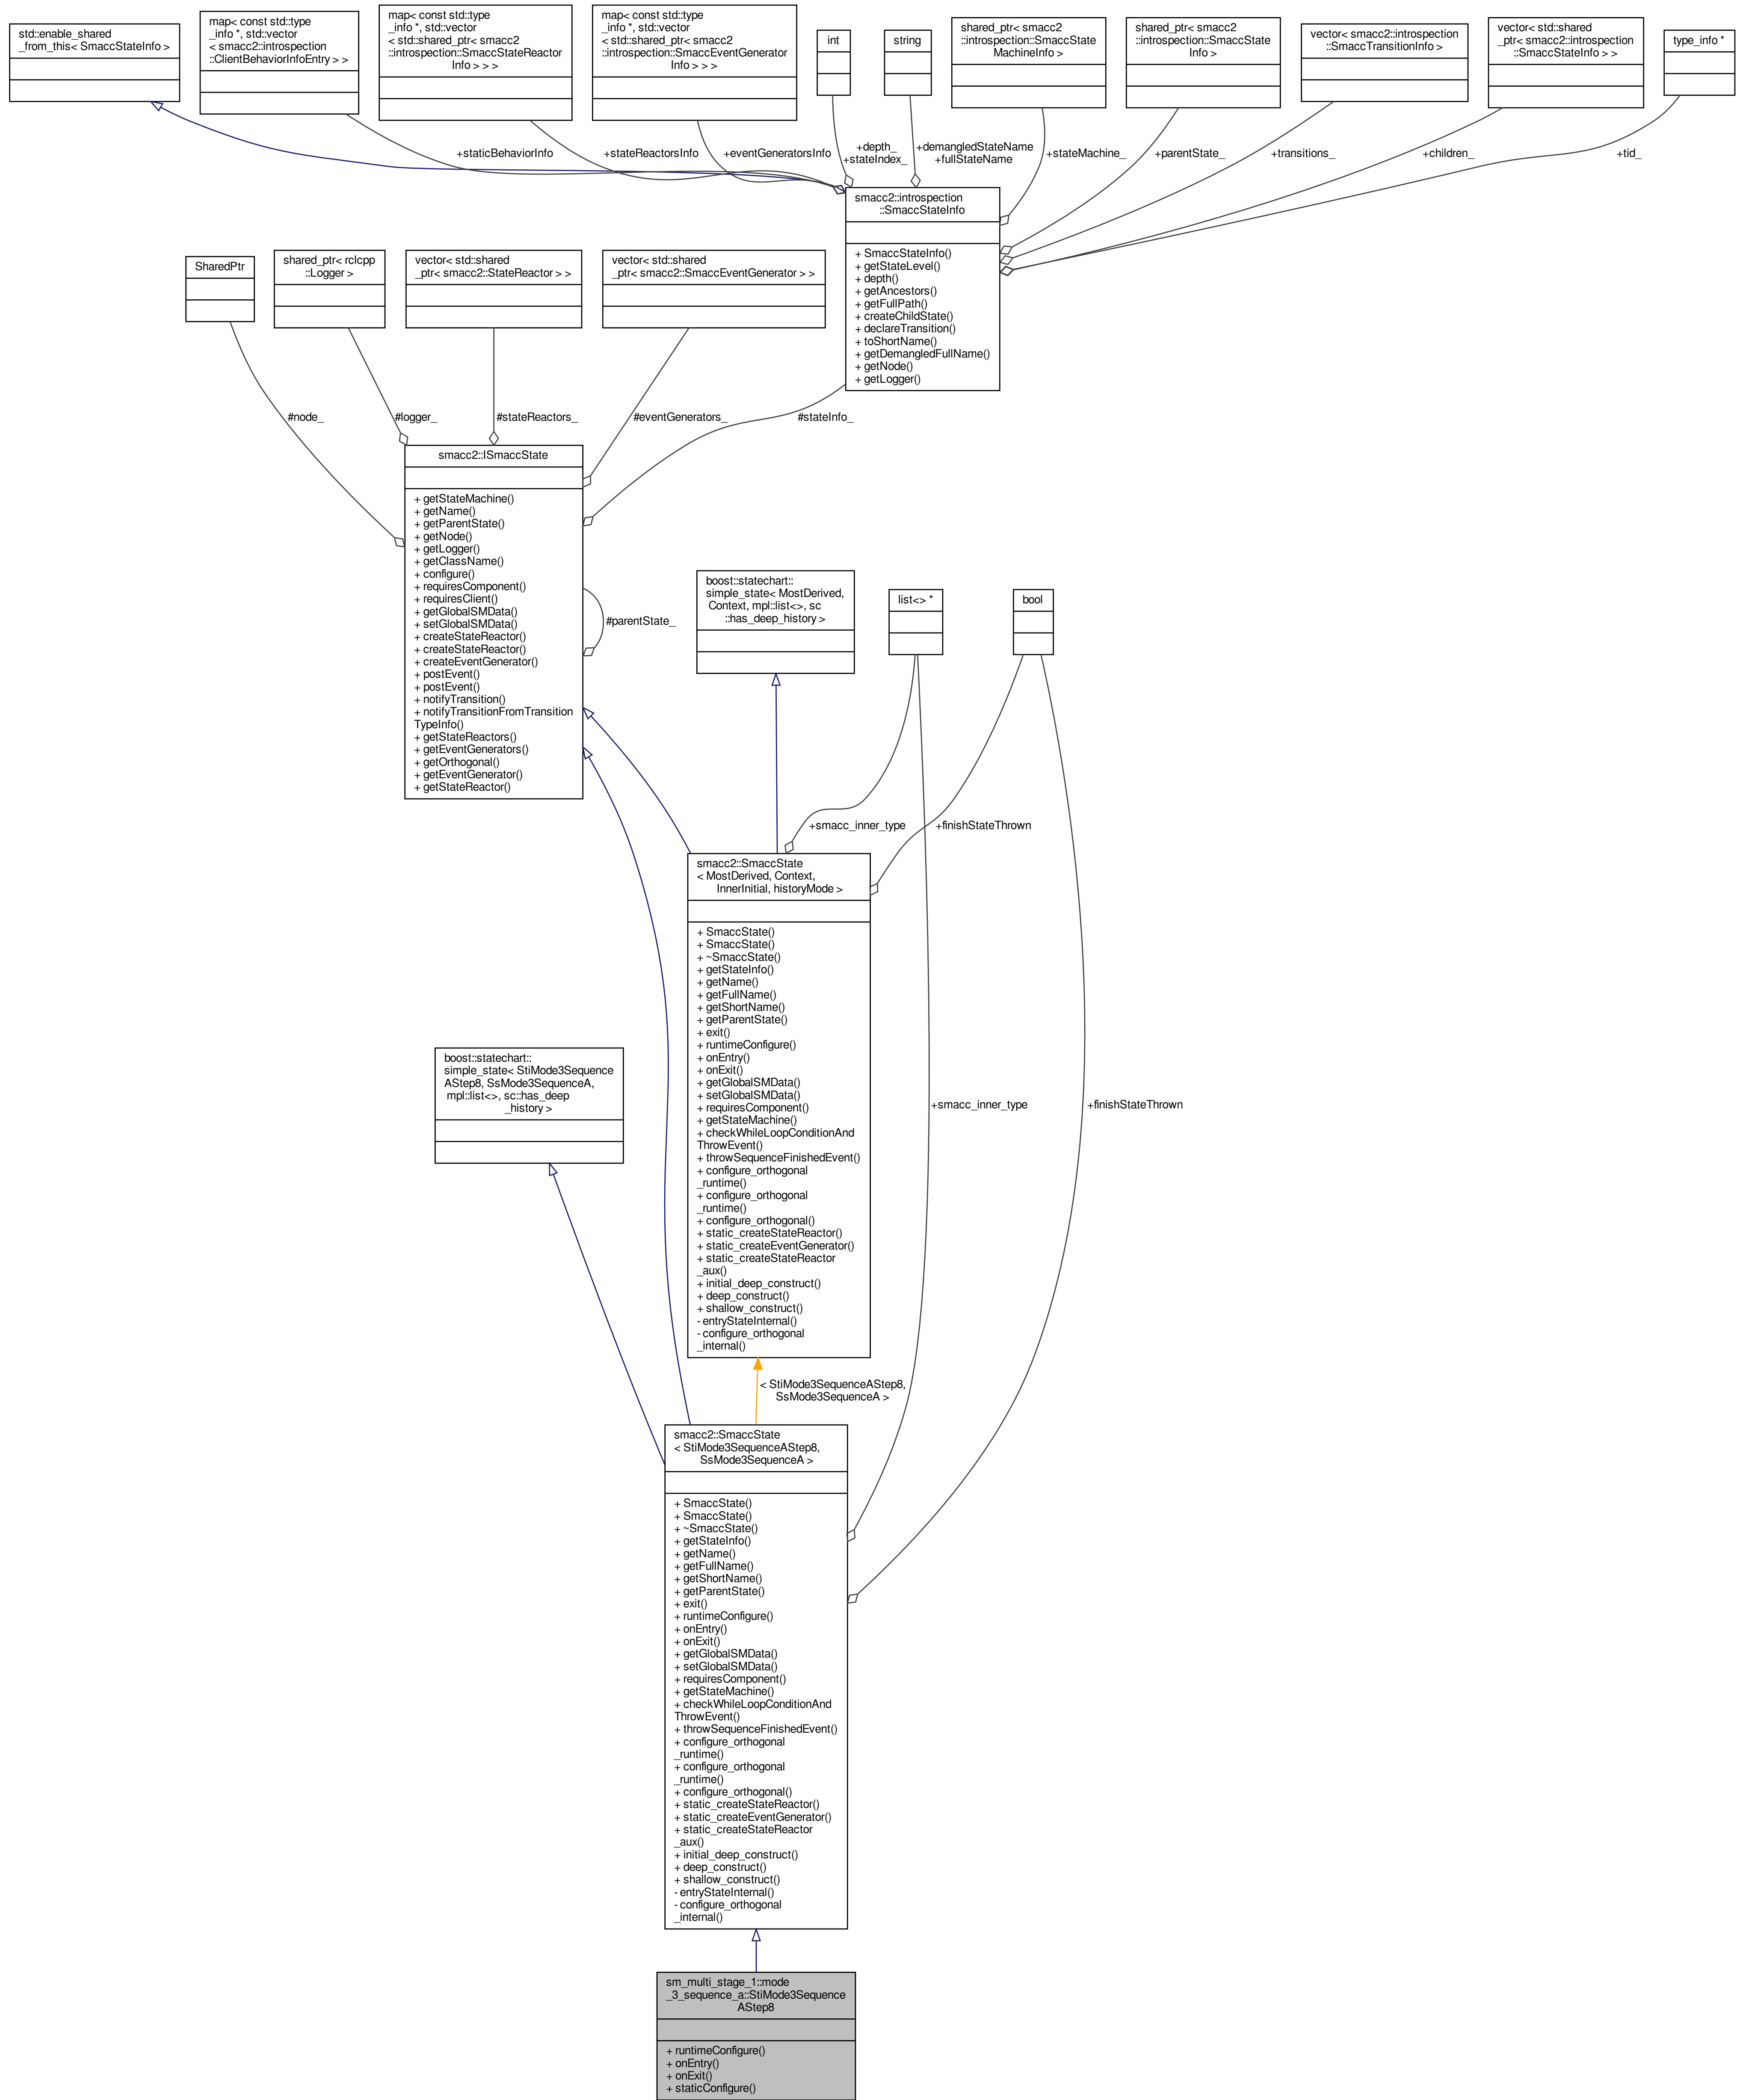 std::enable_shared
_from_this< SmaccStateInfo >
map< const std::type
_info *, std::vector
< smacc2::introspection
::ClientBehaviorInfoEntry > >
map< const std::type
_info *, std::vector
< std::shared_ptr< smacc2
::introspection::SmaccStateReactor
Info > > >
map< const std::type
_info *, std::vector
< std::shared_ptr< smacc2
::introspection::SmaccEventGenerator
Info > > >
int
string
shared_ptr< smacc2
::introspection::SmaccState
MachineInfo >
shared_ptr< smacc2
::introspection::SmaccState
Info >
vector< smacc2::introspection
::SmaccTransitionInfo >
vector< std::shared
_ptr< smacc2::introspection
::SmaccStateInfo > >
type_info *
+staticBehaviorInfo
+stateReactorsInfo
+eventGeneratorsInfo
+depth_
+stateIndex_
+demangledStateName
+fullStateName
+stateMachine_
+parentState_
+transitions_
+children_
+tid_
smacc2::introspection
::SmaccStateInfo
+ SmaccStateInfo()
+ getStateLevel()
+ depth()
+ getAncestors()
+ getFullPath()
+ createChildState()
+ declareTransition()
+ toShortName()
+ getDemangledFullName()
+ getNode()
+ getLogger()
SharedPtr
shared_ptr< rclcpp
::Logger >
vector< std::shared
_ptr< smacc2::StateReactor > >
vector< std::shared
_ptr< smacc2::SmaccEventGenerator > >
#node_
#logger_
#stateReactors_
#eventGenerators_
#stateInfo_
smacc2::ISmaccState
+ getStateMachine()
+ getName()
+ getParentState()
+ getNode()
+ getLogger()
+ getClassName()
+ configure()
+ requiresComponent()
+ requiresClient()
+ getGlobalSMData()
+ setGlobalSMData()
+ createStateReactor()
+ createStateReactor()
+ createEventGenerator()
+ postEvent()
+ postEvent()
+ notifyTransition()
+ notifyTransitionFromTransition
TypeInfo()
+ getStateReactors()
+ getEventGenerators()
+ getOrthogonal()
+ getEventGenerator()
+ getStateReactor()
#parentState_
boost::statechart::
simple_state< MostDerived,
Context, mpl::list<>, sc
::has_deep_history >
list<> *
bool
+smacc_inner_type
+finishStateThrown
smacc2::SmaccState
< MostDerived, Context,
InnerInitial, historyMode >
+ SmaccState()
+ SmaccState()
+ ~SmaccState()
+ getStateInfo()
+ getName()
+ getFullName()
+ getShortName()
+ getParentState()
+ exit()
+ runtimeConfigure()
+ onEntry()
+ onExit()
+ getGlobalSMData()
+ setGlobalSMData()
+ requiresComponent()
+ getStateMachine()
+ checkWhileLoopConditionAnd
ThrowEvent()
+ throwSequenceFinishedEvent()
+ configure_orthogonal
_runtime()
+ configure_orthogonal
_runtime()
+ configure_orthogonal()
+ static_createStateReactor()
+ static_createEventGenerator()
+ static_createStateReactor
_aux()
+ initial_deep_construct()
+ deep_construct()
+ shallow_construct()
- entryStateInternal()
- configure_orthogonal
_internal()
boost::statechart::
simple_state< StiMode3Sequence
AStep8, SsMode3SequenceA,
mpl::list<>, sc::has_deep
_history >
+smacc_inner_type
+finishStateThrown
< StiMode3SequenceAStep8,
SsMode3SequenceA >
smacc2::SmaccState
< StiMode3SequenceAStep8,
SsMode3SequenceA >
+ SmaccState()
+ SmaccState()
+ ~SmaccState()
+ getStateInfo()
+ getName()
+ getFullName()
+ getShortName()
+ getParentState()
+ exit()
+ runtimeConfigure()
+ onEntry()
+ onExit()
+ getGlobalSMData()
+ setGlobalSMData()
+ requiresComponent()
+ getStateMachine()
+ checkWhileLoopConditionAnd
ThrowEvent()
+ throwSequenceFinishedEvent()
+ configure_orthogonal
_runtime()
+ configure_orthogonal
_runtime()
+ configure_orthogonal()
+ static_createStateReactor()
+ static_createEventGenerator()
+ static_createStateReactor
_aux()
+ initial_deep_construct()
+ deep_construct()
+ shallow_construct()
- entryStateInternal()
- configure_orthogonal
_internal()
sm_multi_stage_1::mode
_3_sequence_a::StiMode3Sequence
AStep8
+ runtimeConfigure()
+ onEntry()
+ onExit()
+ staticConfigure()